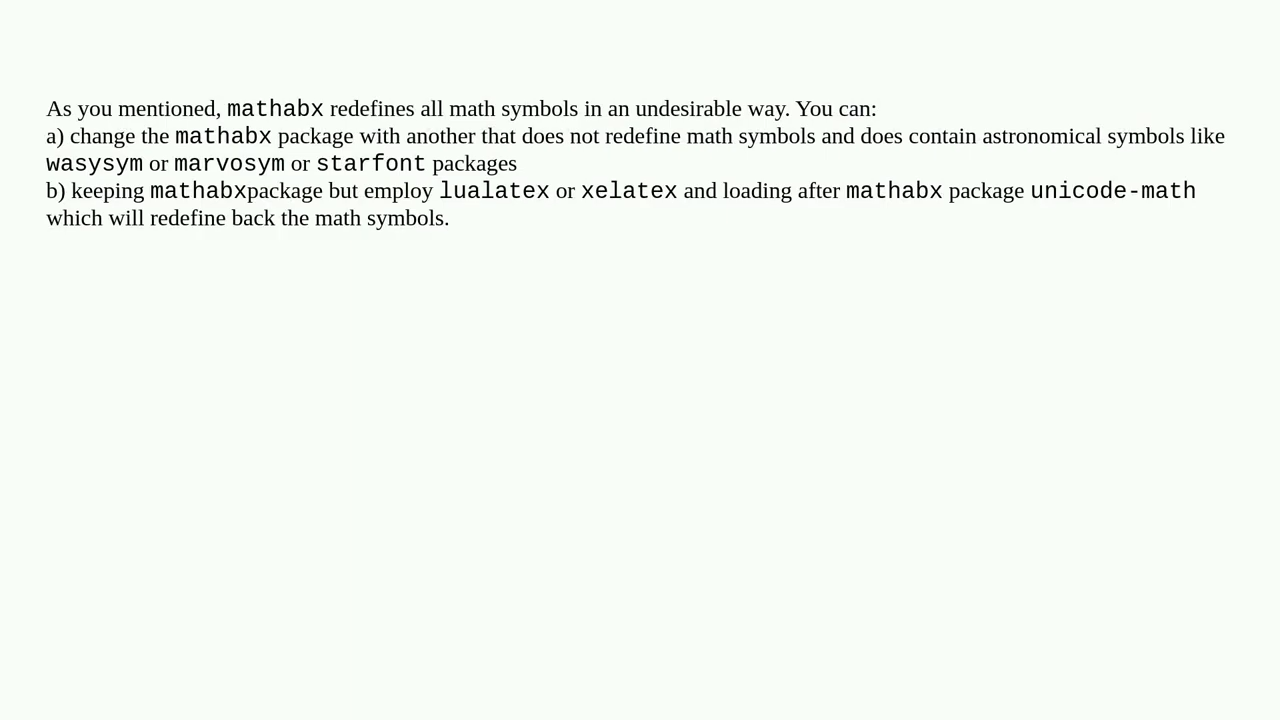 As you mentioned, mathabx redefines all math symbols in an undesirable way. You can:
a) change the mathabx package with another that does not redefine math symbols and does contain astronomical symbols like
wasysym or marvosym or starfont packages
b) keeping mathabxpackage but employ lualatex or xelatex and loading after mathabx package unicode-math
which will redefine back the math symbols.